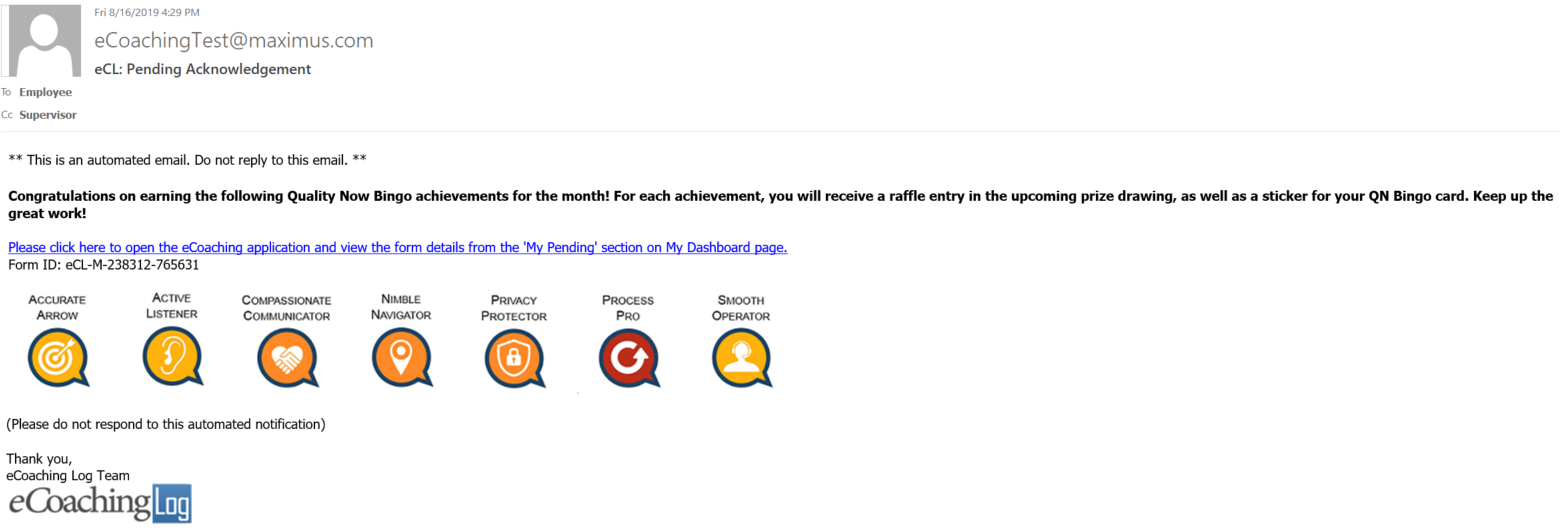 Fri 8/16/2019 4:29 PM
eCoachingTest@maximus.com
eCL: Pending Acknowledgement
To Employee
Cc Supervisor
** This is an automated email. Do not reply to this email. **
Congratulations on earning the following Quality Now Bingo achievements for the month! For each achievement, you will receive a raffle entry in the upcoming prize drawing, as well as a sticker for your QN Bingo card. Keep up the
great work!
Please click here to open the eCoaching application and view the form details from the 'My Pending' section on My Dashboard page.
Form ID: eCL-M-238312-765631
ACCURATE
ARROW
ACTIVE
LISTENER
COMPASSIONATE
COMMUNICATOR
NIMBLE
NAVIGATOR
PRIVACY
PROTECTOR
PROCESS
PRO
SMOOTH
OPERATOR
(Please do not respond to this automated notification)
Thank you,
eCoaching Log Team
eCoaching Log